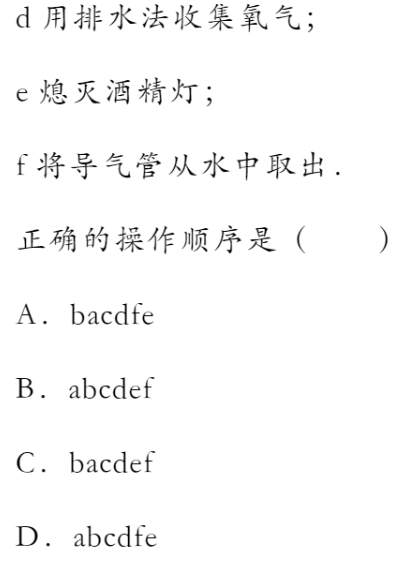 d 用排水法收集氧气;
e 熄灭酒精灯;
f 将导气管从水中取出.
正确的操作顺序是（　　）
A. bacdfe
B. abcdef
C. bacdef
D. abcdfe